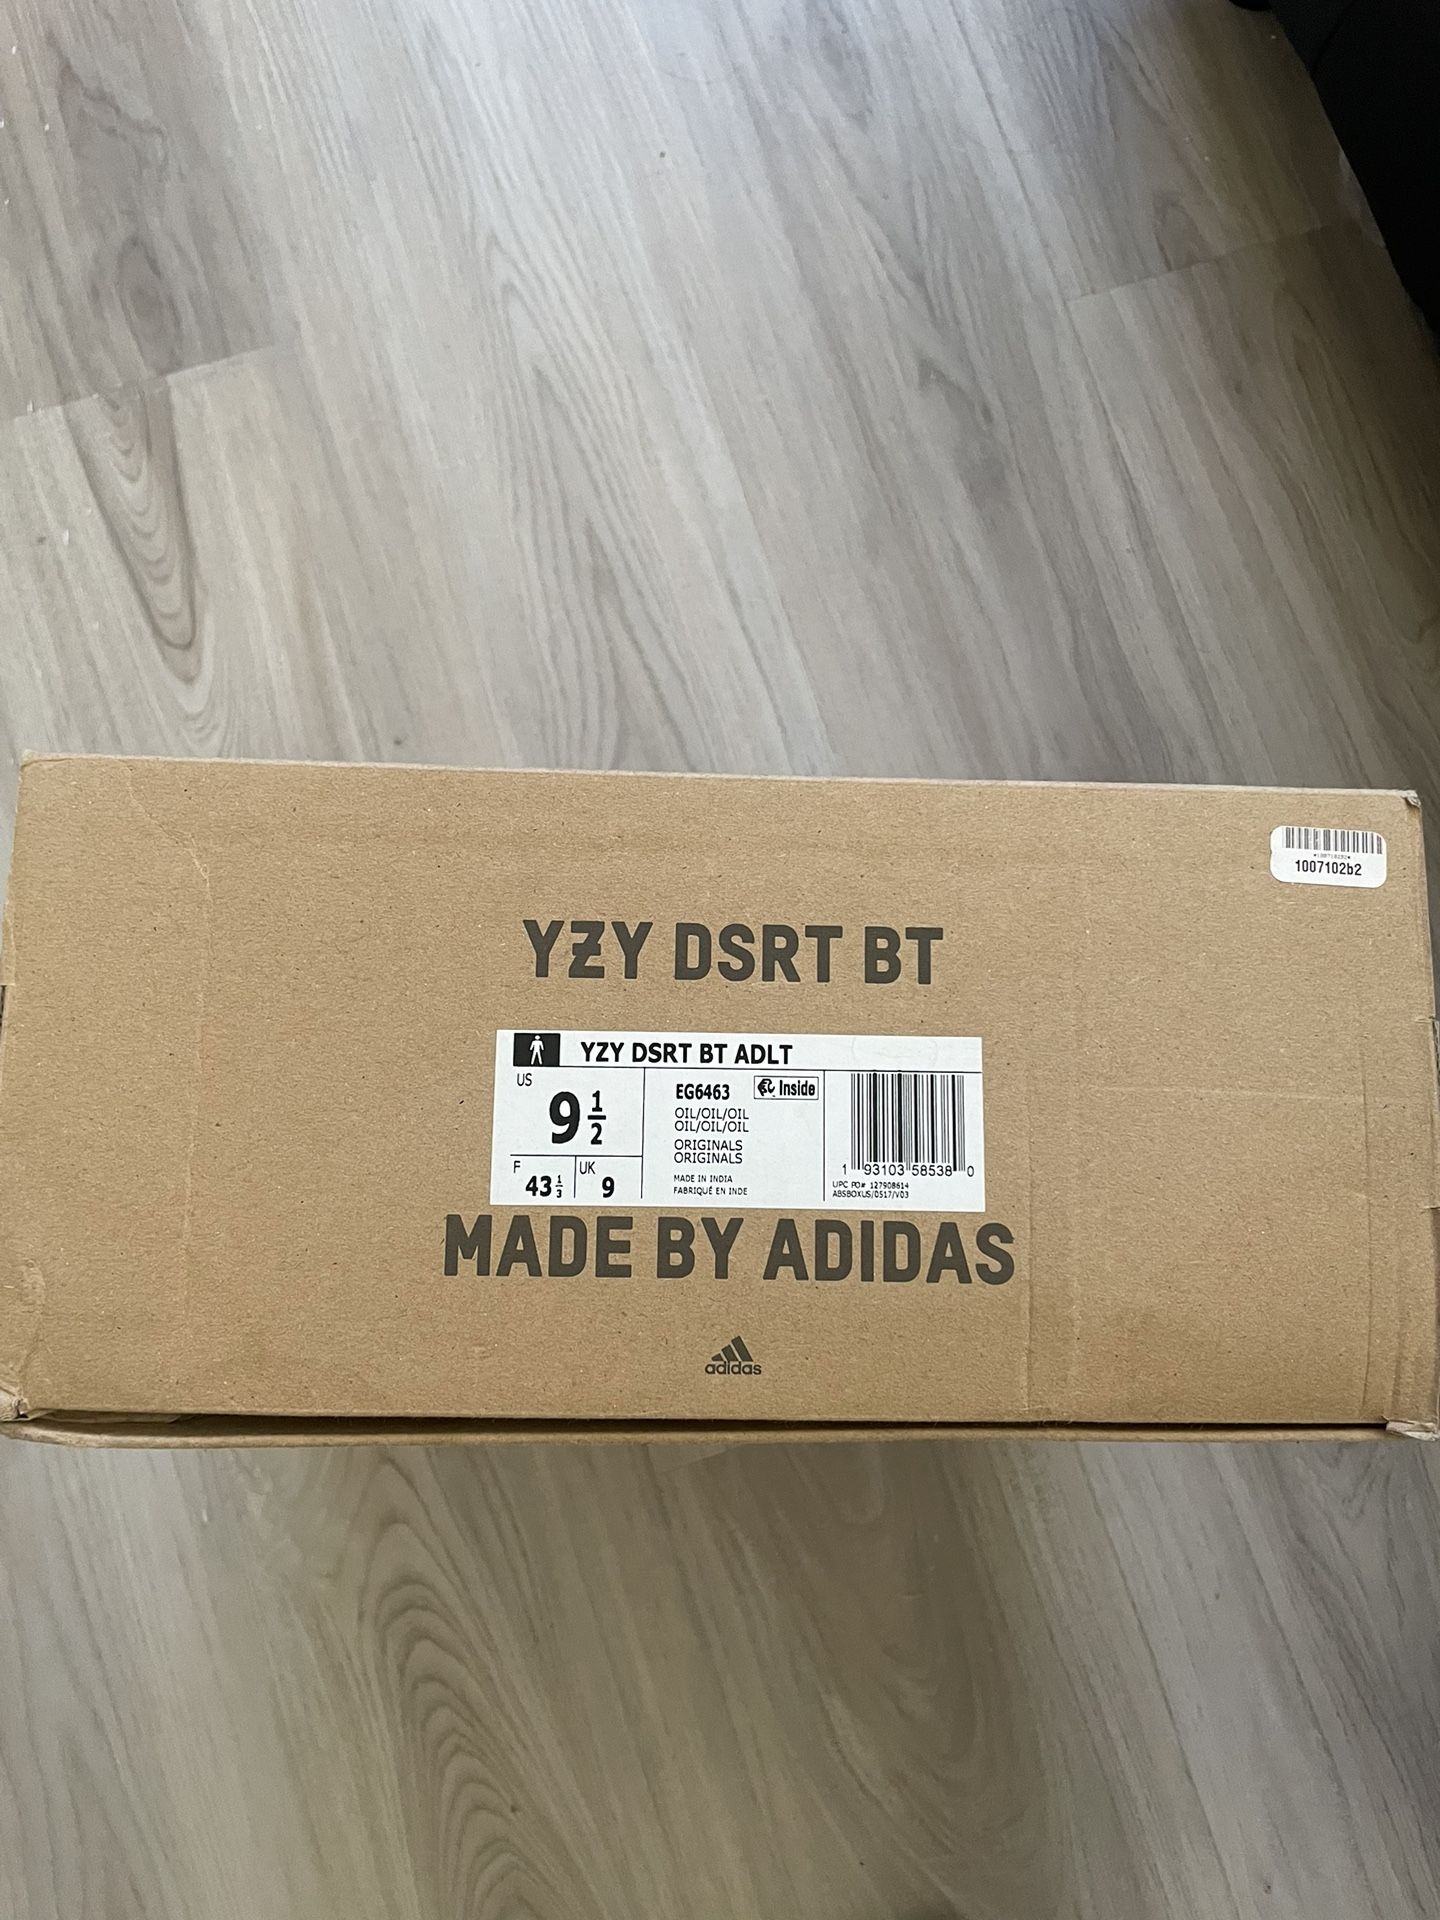 *1007102b2*
1007102b2
YZY DSRT BT
YZY DSRT BT ADLT
US
9 1/2
F
43 1/3
UK
9
EG6463
Inside
OIL/OIL/OIL
OIL/OIL/OIL
ORIGINALS
ORIGINALS
MADE IN INDIA
FABRIQUÉ EN INDE
1 93103 58538 0
UPC PO# 127908614
ABSBOXUS/0517/V03
MADE BY ADIDAS
adidas